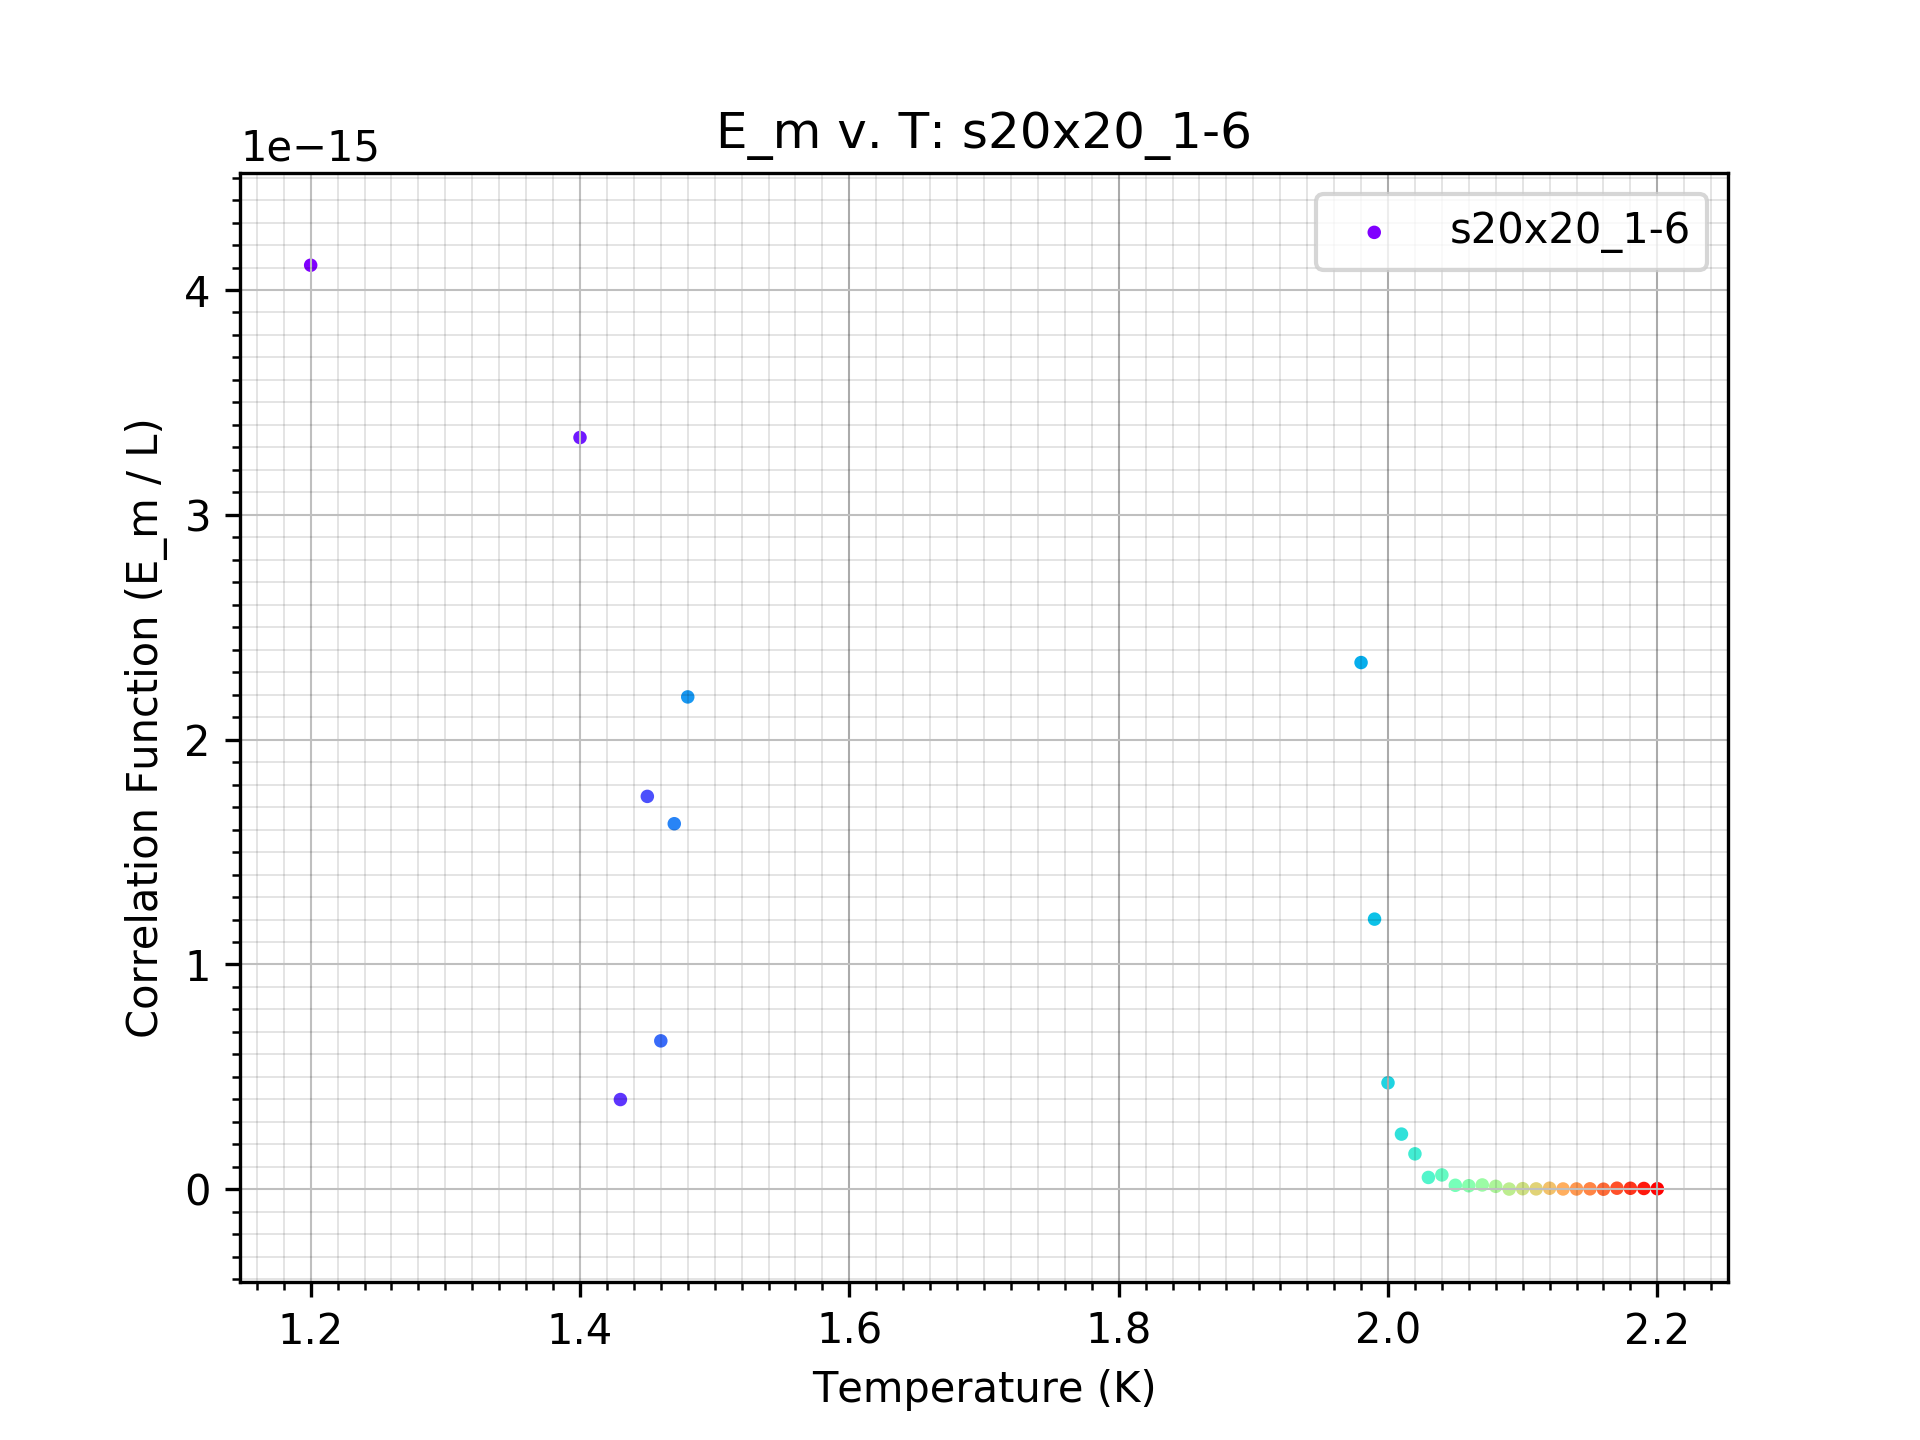 E_m v. T: s20x20_1-6
1e−15
s20x20_1-6
4
3
2
1
0
Correlation Function (E_m / L)
1.2 1.4 1.6 1.8 2.0 2.2
Temperature (K)